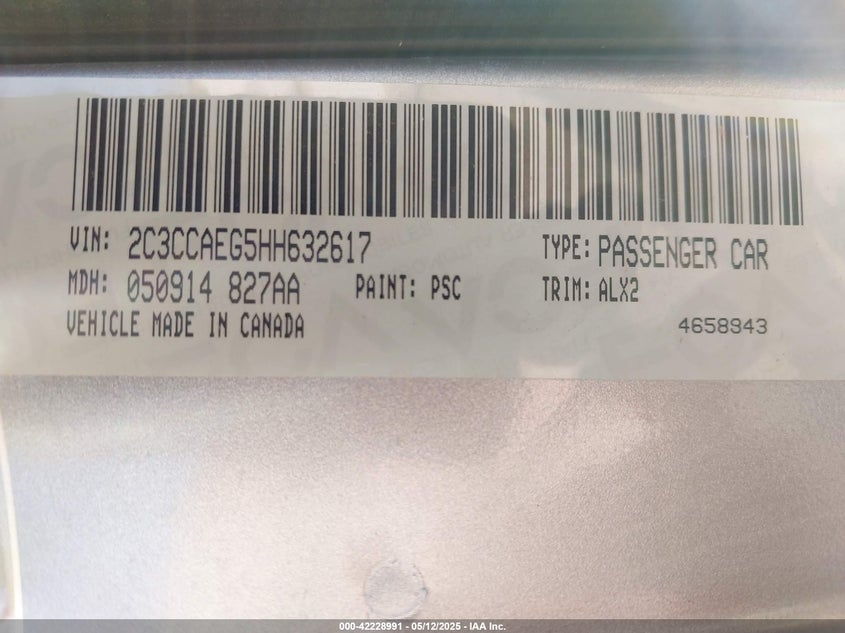 VIN: 2C3CCAEG5HH632617 TYPE: PASSENGER CAR
MDH: 050914 827AA PAINT: PSC TRIM: ALX2
VEHICLE MADE IN CANADA 4658943
000-42228991 - 05/12/2025 - IAA Inc.